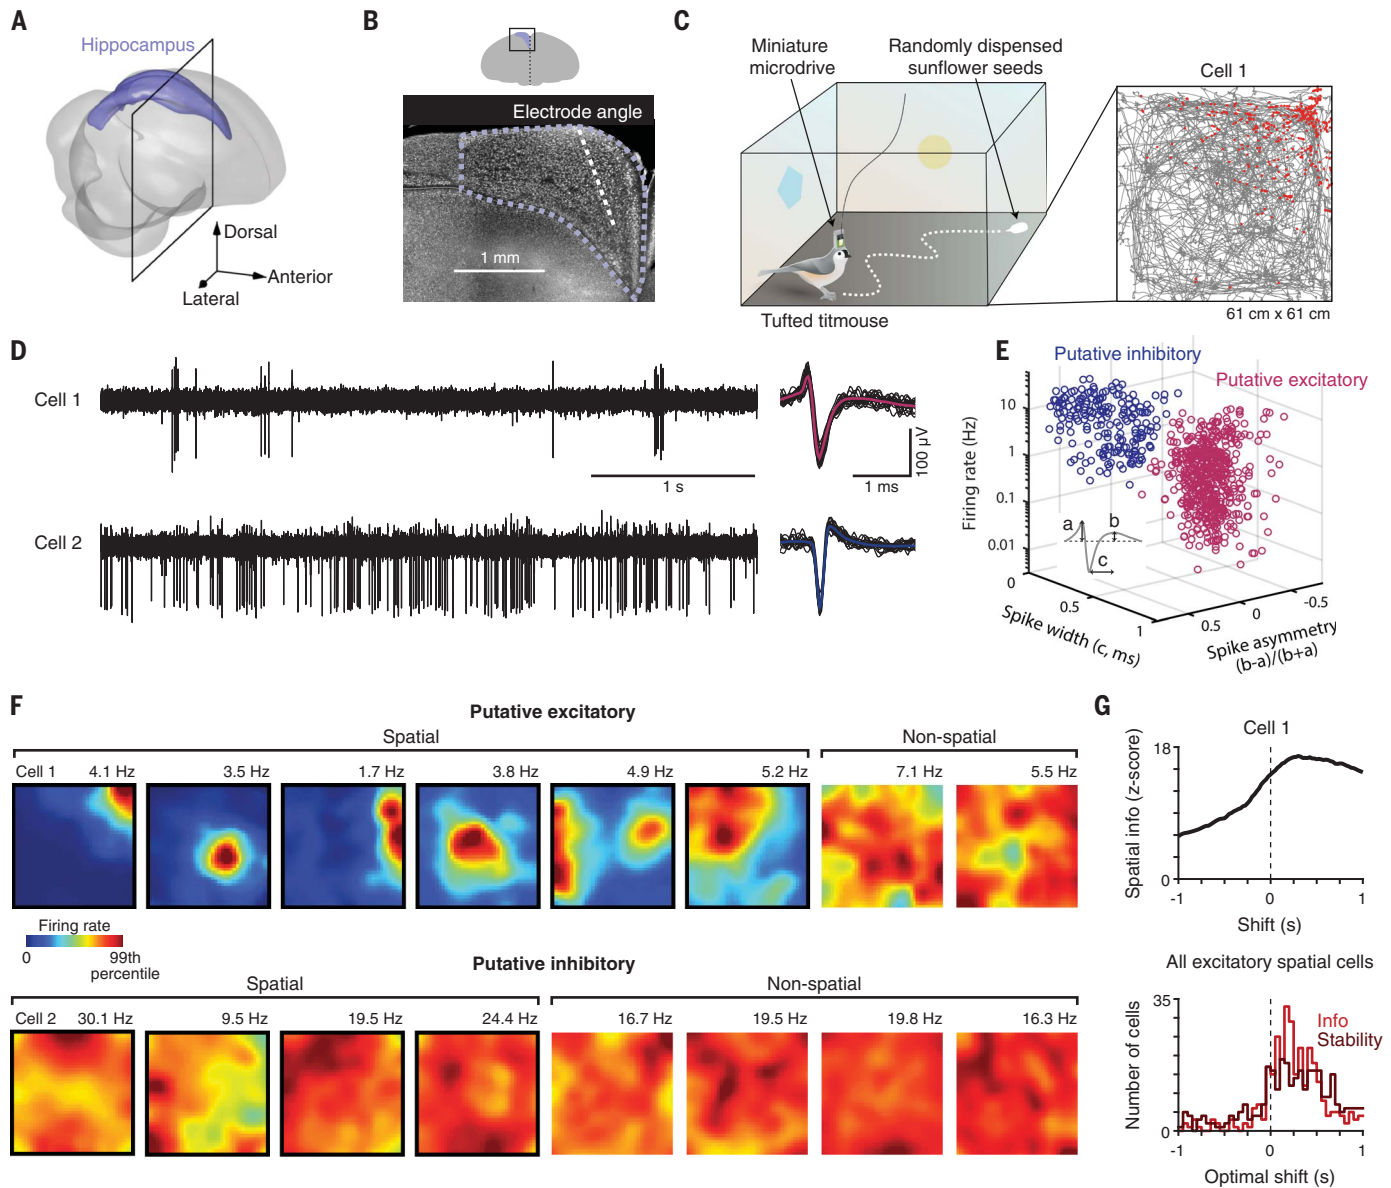 A
Hippocampus
Dorsal
Anterior
Lateral
B
Electrode angle
1 mm
C
Miniature
microdrive
Randomly dispensed
sunflower seeds
Tufted titmouse
Cell 1
61 cm x 61 cm
D
Cell 1
1 s
1 ms
100 µV
Cell 2
E
Putative inhibitory
Putative excitatory
Firing rate (Hz)
10
1
0.1
0.01
a
b
c
0
0.5
1
Spike width (c, ms)
0.5
0
-0.5
Spike asymmetry
(b-a)/(b+a)
F
Putative excitatory
Spatial
Non-spatial
Cell 1 4.1 Hz 3.5 Hz 1.7 Hz 3.8 Hz 4.9 Hz 5.2 Hz 7.1 Hz 5.5 Hz
Firing rate
0 99th
percentile
Putative inhibitory
Spatial
Non-spatial
Cell 2 30.1 Hz 9.5 Hz 19.5 Hz 24.4 Hz 16.7 Hz 19.5 Hz 19.8 Hz 16.3 Hz
G
Cell 1
Spatial info (z-score)
18
0
-1 0 1
Shift (s)
All excitatory spatial cells
Number of cells
35
Info
Stability
0
-1 0 1
Optimal shift (s)